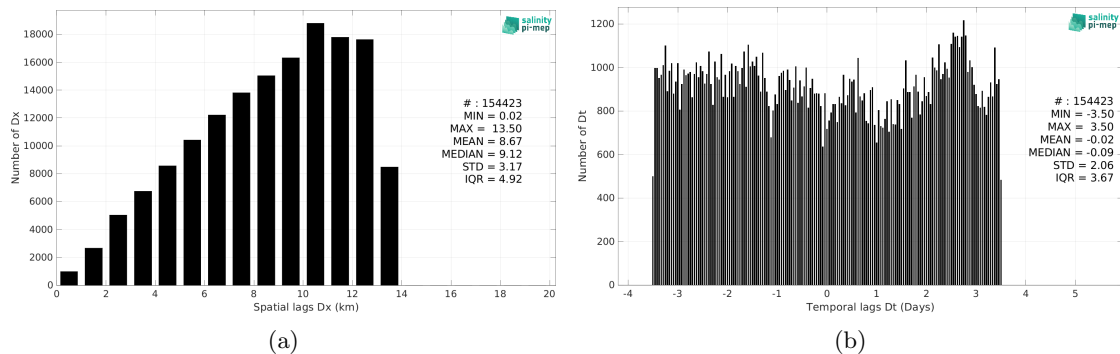 salinity
pi-mep
18000
16000
14000
12000
10000
8000
6000
4000
2000
0
Number of Dx
# : 154423
MIN = 0.02
MAX = 13.50
MEAN = 8.67
MEDIAN = 9.12
STD = 3.17
IQR = 4.92
0 2 4 6 8 10 12 14 16 18 20
Spatial lags Dx (km)
(a)
salinity
pi-mep
1200
1000
800
600
400
200
0
Number of Dt
# : 154423
MIN = -3.50
MAX = 3.50
MEAN = -0.02
MEDIAN = -0.09
STD = 2.06
IQR = 3.67
-4 -3 -2 -1 0 1 2 3 4 5
Temporal lags Dt (Days)
(b)